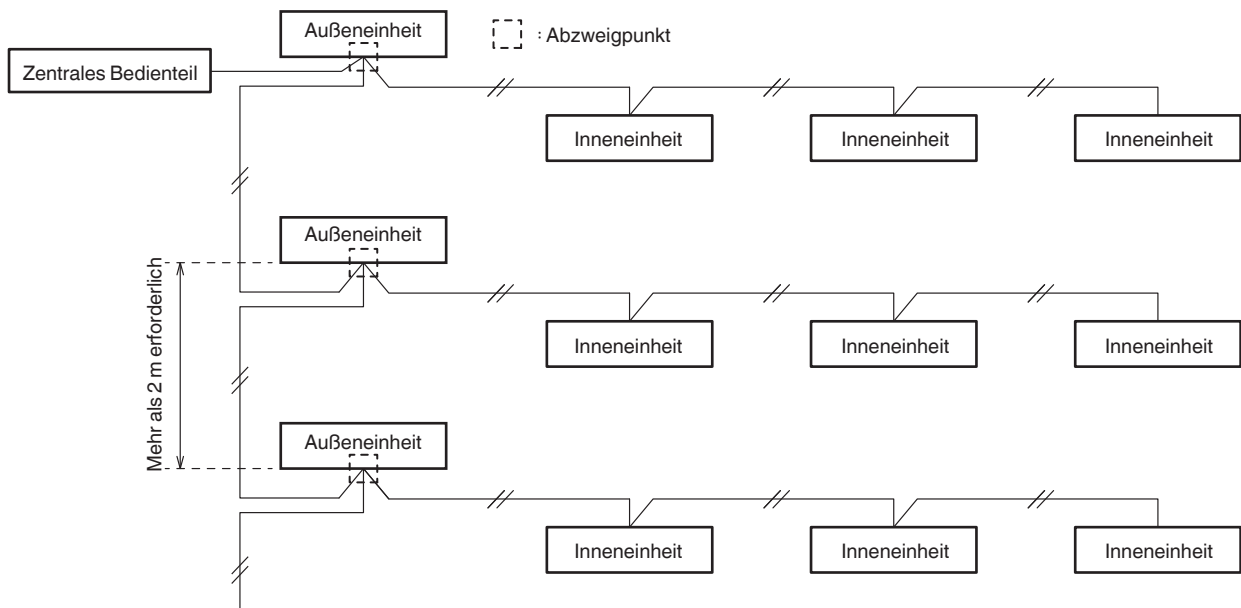 Außeneinheit
: Abzweigpunkt
Zentrales Bedienteil
Inneneinheit
Inneneinheit
Inneneinheit
Außeneinheit
Mehr als 2 m erforderlich
Inneneinheit
Inneneinheit
Inneneinheit
Außeneinheit
Inneneinheit
Inneneinheit
Inneneinheit